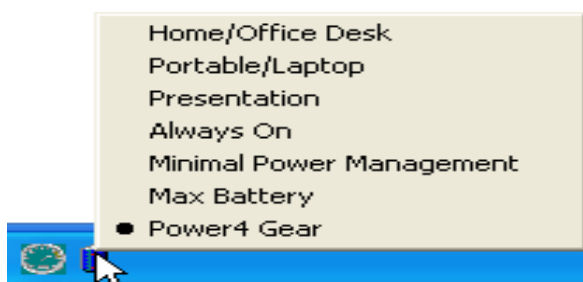 Home/Office Desk
Portable/Laptop
Presentation
Always On
Minimal Power Management
Max Battery
Power4 Gear